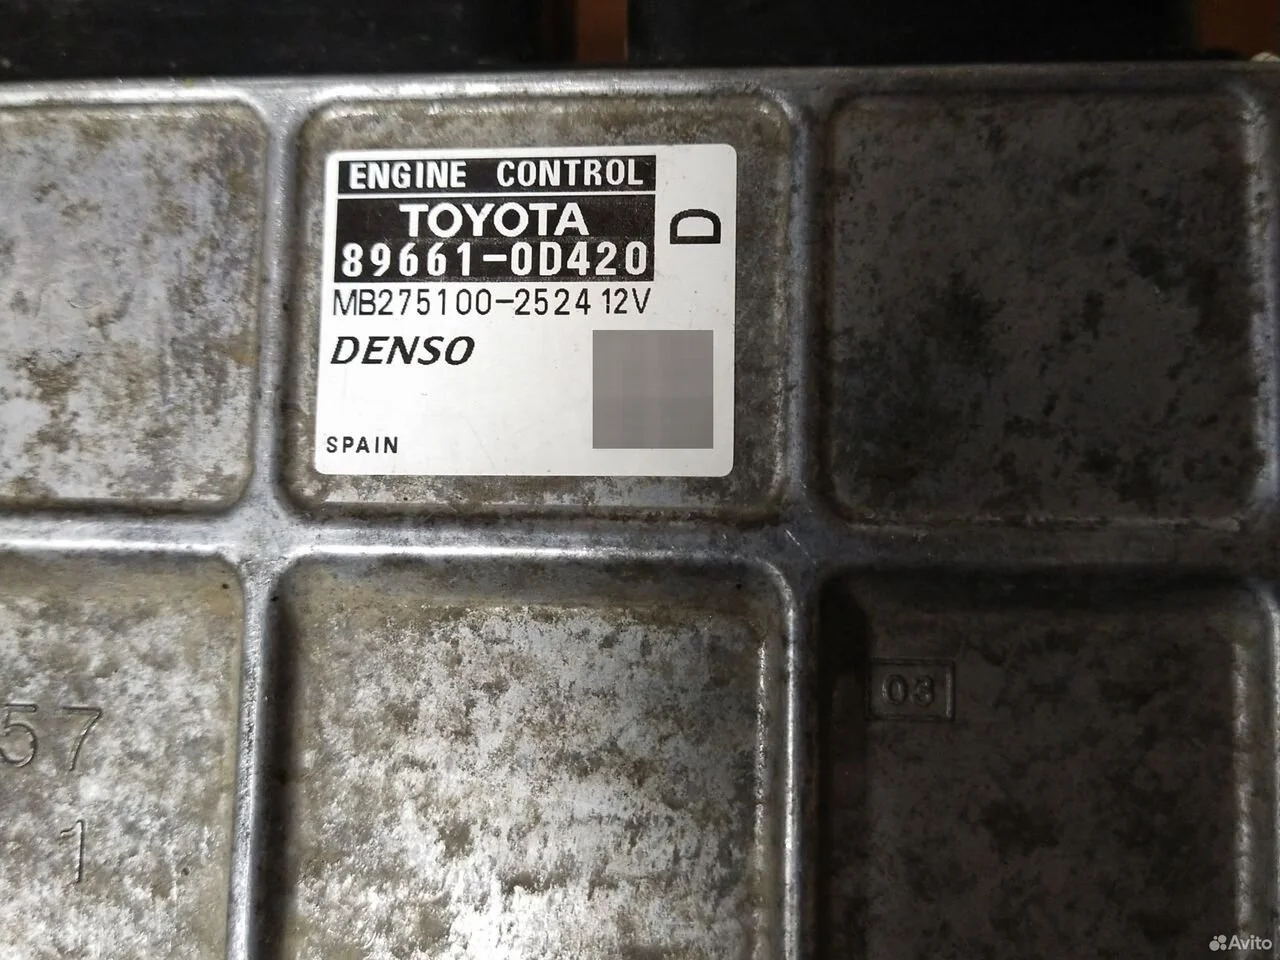 ENGINE CONTROL
TOYOTA
89661-0D420
D
MB275100-2524 12V
DENSO
SPAIN
03
57
1
Avito